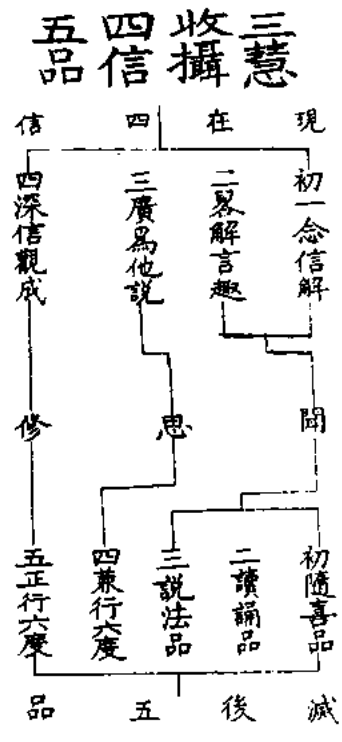 三慧
收攝
四信
五品
現在四信
初一念信解
二畧解言趣
三廣爲他説
四深信觀成
聞
思
修
初隨喜品
二讀誦品
三説法品
四兼行六度
五正行六度
滅後五品